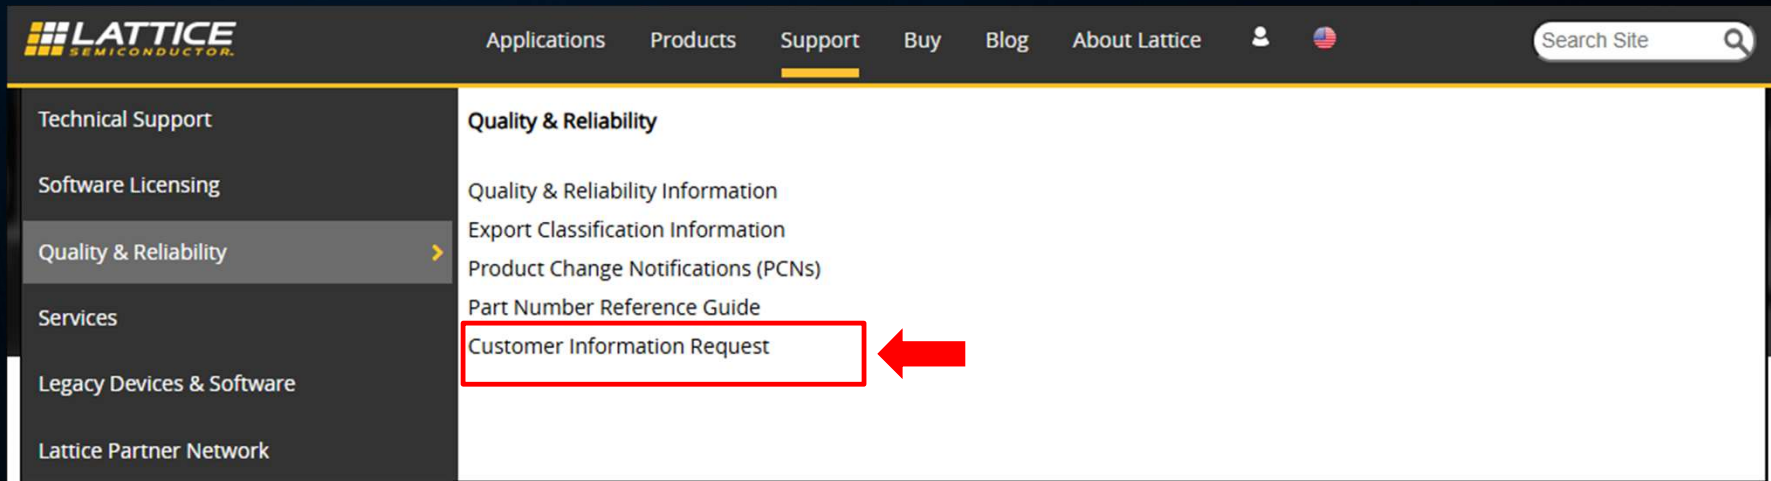 LATTICE
SEMICONDUCTOR.
Applications Products Support Buy Blog About Lattice Search Site
Technical Support
Software Licensing
Quality & Reliability
Services
Legacy Devices & Software
Lattice Partner Network
Quality & Reliability
Quality & Reliability Information
Export Classification Information
Product Change Notifications (PCNs)
Part Number Reference Guide
Customer Information Request